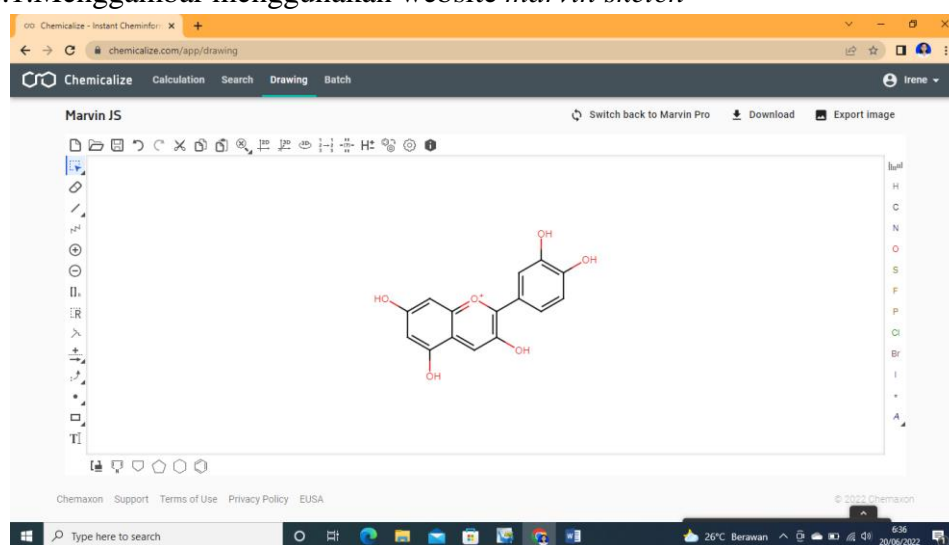 .1.Menggambar menggunakan website marvin sketch
Chemicalize - Instant Cheminfor
chemicalize.com/app/drawing
Chemicalize Calculation Search Drawing Batch Irene
Marvin JS Switch back to Marvin Pro Download Export image
H±
H
C
N
O
S
F
P
Cl
Br
I
*
A
R
T
OH
OH
HO
O+
OH
OH
Chemaxon Support Terms of Use Privacy Policy EUSA © 2022 Chemaxon
Type here to search 26°C Berawan 6:36
20/06/2022